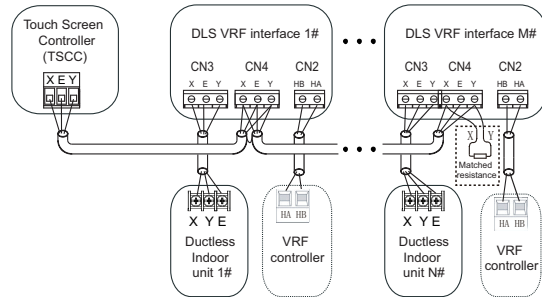 Touch Screen
Controller
(TSCC)
X E Y
DLS VRF interface 1#
CN3 CN4 CN2
X E Y X E Y HB HA
DLS VRF interface M#
CN3 CN4 CN2
X E Y X E Y HB HA
X Y
Matched
resistance
X Y E
Ductless
Indoor
unit 1#
HA HB
VRF
controller
X Y E
Ductless
Indoor
unit N#
HA HB
VRF
controller